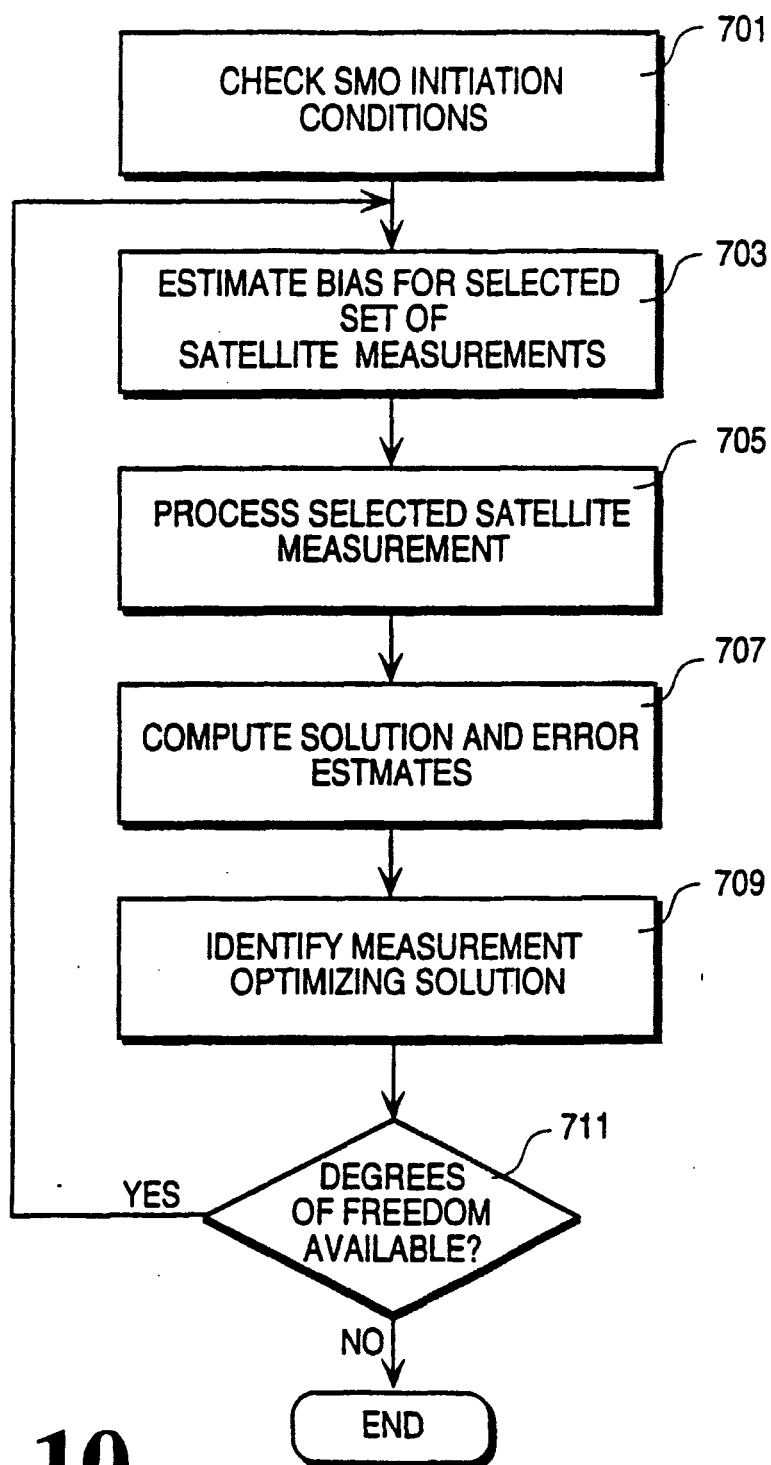 701
CHECK SMO INITIATION
CONDITIONS
703
ESTIMATE BIAS FOR SELECTED
SET OF
SATELLITE MEASUREMENTS
705
PROCESS SELECTED SATELLITE
MEASUREMENT
707
COMPUTE SOLUTION AND ERROR
ESTMATES
709
IDENTIFY MEASUREMENT
OPTIMIZING SOLUTION
711
DEGREES
OF FREEDOM
AVAILABLE?
YES
NO
END
10